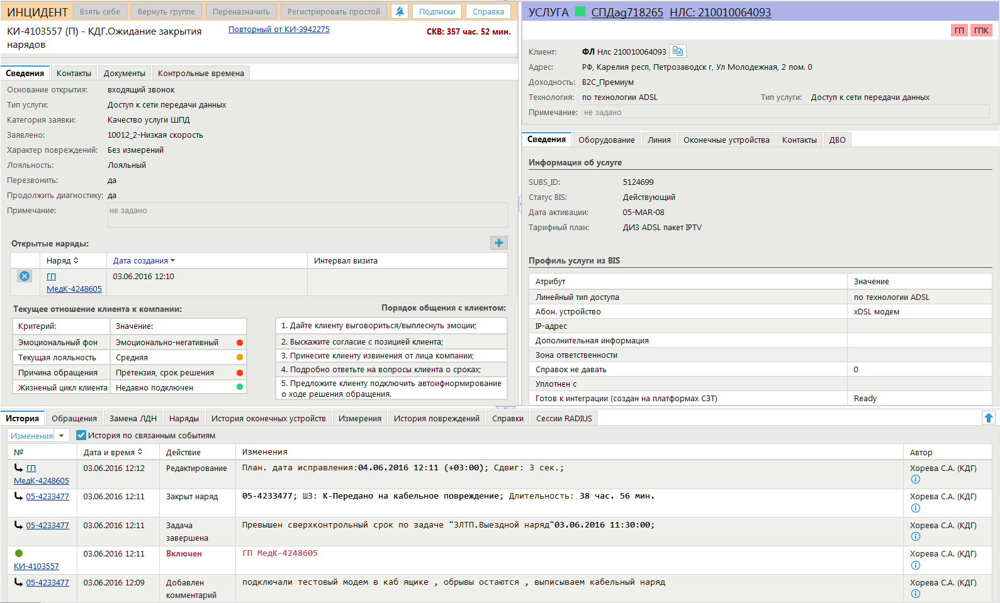 ИНЦИДЕНТ
Взять себе
Вернуть группе
Переназначить
Регистрировать простой
Подписки
Справка
КИ-4103557 (П) - КДГ.Ожидание закрытия
нарядов
Повторный от КИ-3942275
СКВ: 357 час. 52 мин.
Сведения
Контакты
Документы
Контрольные времена
Основание открытия: входящий звонок
Тип услуги: Доступ к сети передачи данных
Категория заявки: Качество услуги ШПД
Заявлено: 10012_2-Низкая скорость
Характер повреждений: Без измерений
Лояльность: Лояльный
Перезвонить: да
Продолжить диагностику: да
Примечание: не задано
Открытые наряды:
Наряд Дата создания Интервал визита
ГП 03.06.2016 12:10
МедК-4248605
Текущее отношение клиента к компании:
Критерий: Значение:
Эмоциональный фон Эмоционально-негативный
Текущая лояльность Средняя
Причина обращения Претензия, срок решения
Жизненый цикл клиента Недавно подключен
Порядок общения с клиентом:
1. Дайте клиенту выговориться/выплеснуть эмоции;
2. Выскажите согласие с позицией клиента;
3. Принесите клиенту извинения от лица компании;
4. Подробно ответьте на вопросы клиента о сроках;
5. Предложите клиенту подключить автоифнормирование
о ходе решения обращения.
УСЛУГА СПДag718265 НЛС: 210010064093
ГП ГПК
Клиент: ФЛ Нлс 210010064093
Адрес: РФ, Карелия респ, Петрозаводск г, Ул Молодежная, 2 пом. 0
Доходность: B2C_Премиум
Технология: по технологии ADSL Тип услуги: Доступ к сети передачи данных
Примечание: не задано
Сведения
Оборудование
Линия
Оконечные устройства
Контакты
ДВО
Информация об услуге
SUBS_ID: 5124699
Статус BIS: Действующий
Дата активации: 05-MAR-08
Тарифный план: ДИЗ ADSL пакет IPTV
Профиль услуги из BIS
Атрибут Значение
Линейный тип доступа по технологии ADSL
Абон. устройство xDSL модем
IP-адрес
Дополнительная информация
Зона ответственности
Справок не давать 0
Уплотнен с
Готов к интеграции (создан на платформах СЗТ) Ready
История
Обращения
Замена ЛДН
Наряды
История оконечных устройств
Измерения
История повреждений
Справки
Сессии RADIUS
Изменения История по связанным событиям
№ Дата и время Действие Изменения Автор
ГП 03.06.2016 12:12 Редактирование План. дата исправления:04.06.2016 12:11 (+03:00); Сдвиг: 3 сек.; Хорева С.А. (КДГ)
МедК-4248605
05-4233477 03.06.2016 12:11 Закрыт наряд 05-4233477; ШЗ: К-Передано на кабельное повреждение; Длительность: 38 час. 56 мин. Хорева С.А. (КДГ)
05-4233477 03.06.2016 12:11 Задача Превышен сверхконтрольный срок по задаче "ЗЛТП.Выездной наряд"03.06.2016 11:30:00; Хорева С.А. (КДГ)
завершена
03.06.2016 12:11 Включен ГП МедК-4248605 Хорева С.А. (КДГ)
КИ-4103557
05-4233477 03.06.2016 12:09 Добавлен подключали тестовый модем в каб ящике , обрывы остаются , выписываем кабельный наряд Хорева С.А. (КДГ)
комментарий